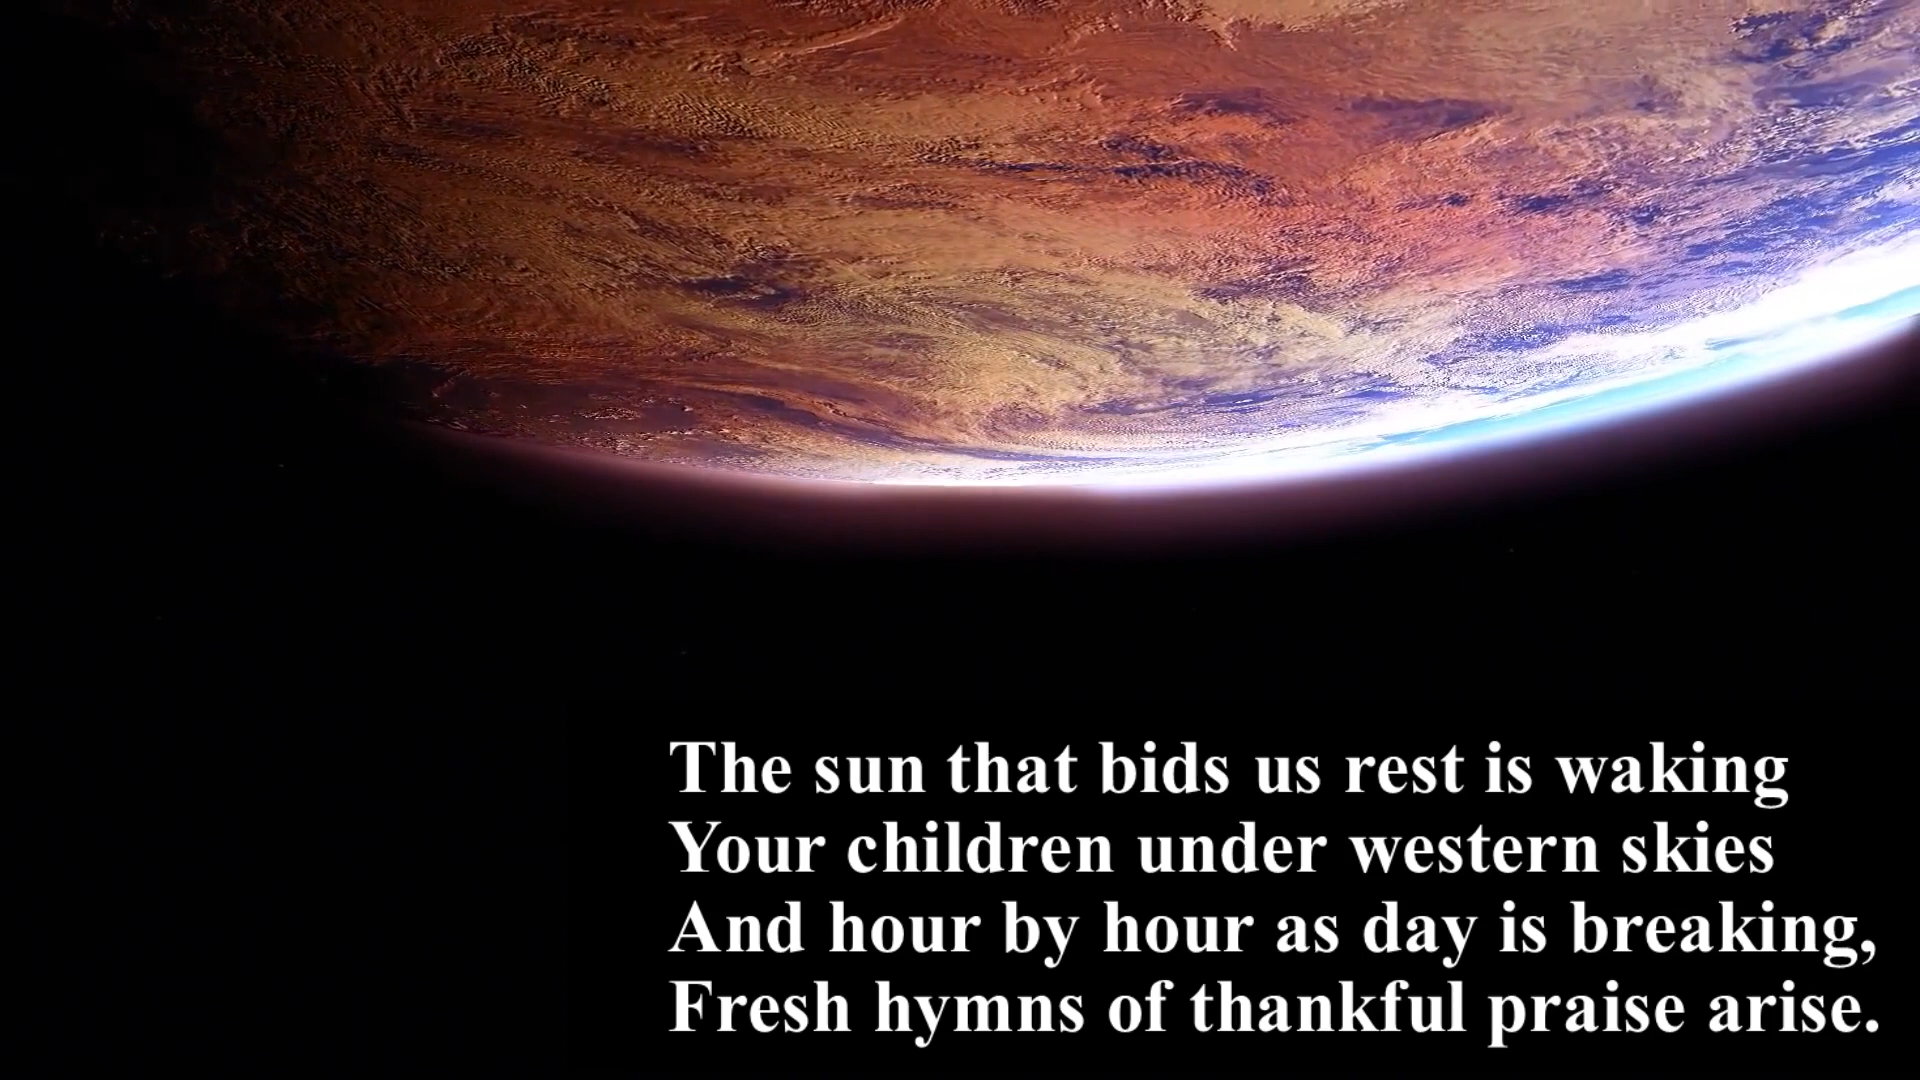 The sun that bids us rest is waking
Your children under western skies
And hour by hour as day is breaking,
Fresh hymns of thankful praise arise.